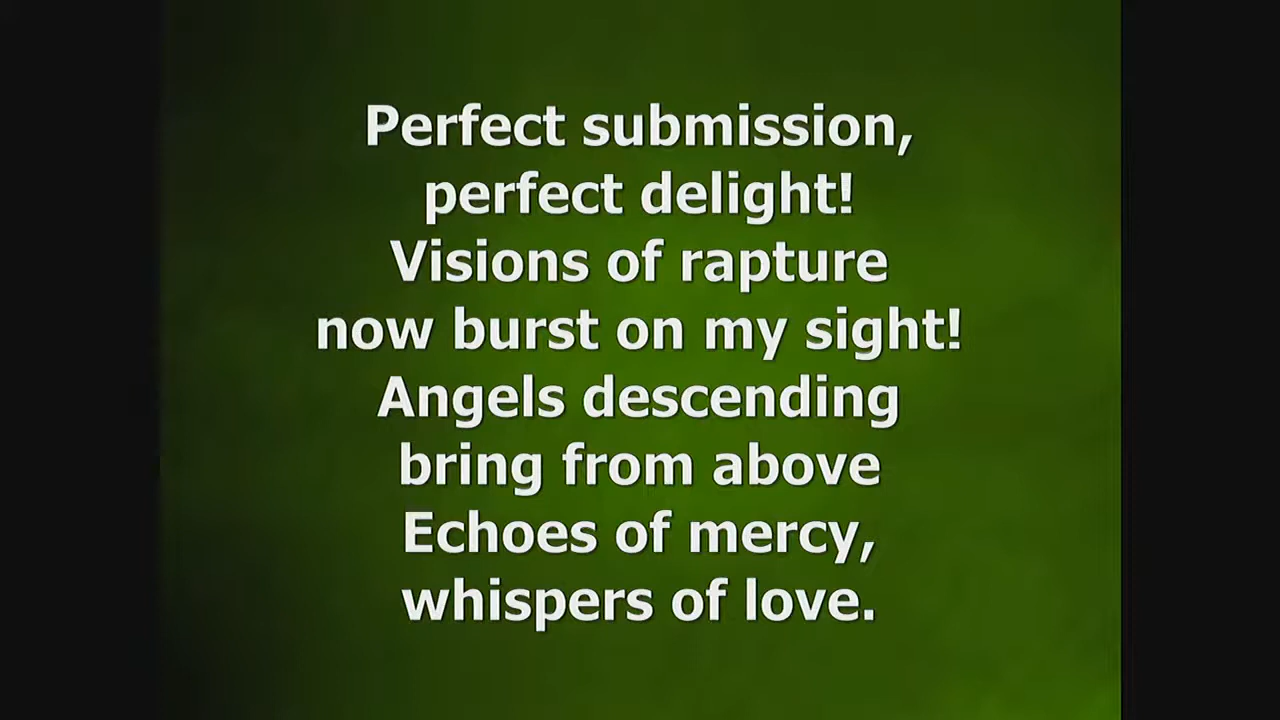 Perfect submission,
perfect delight!
Visions of rapture
now burst on my sight!
Angels descending
bring from above
Echoes of mercy,
whispers of love.